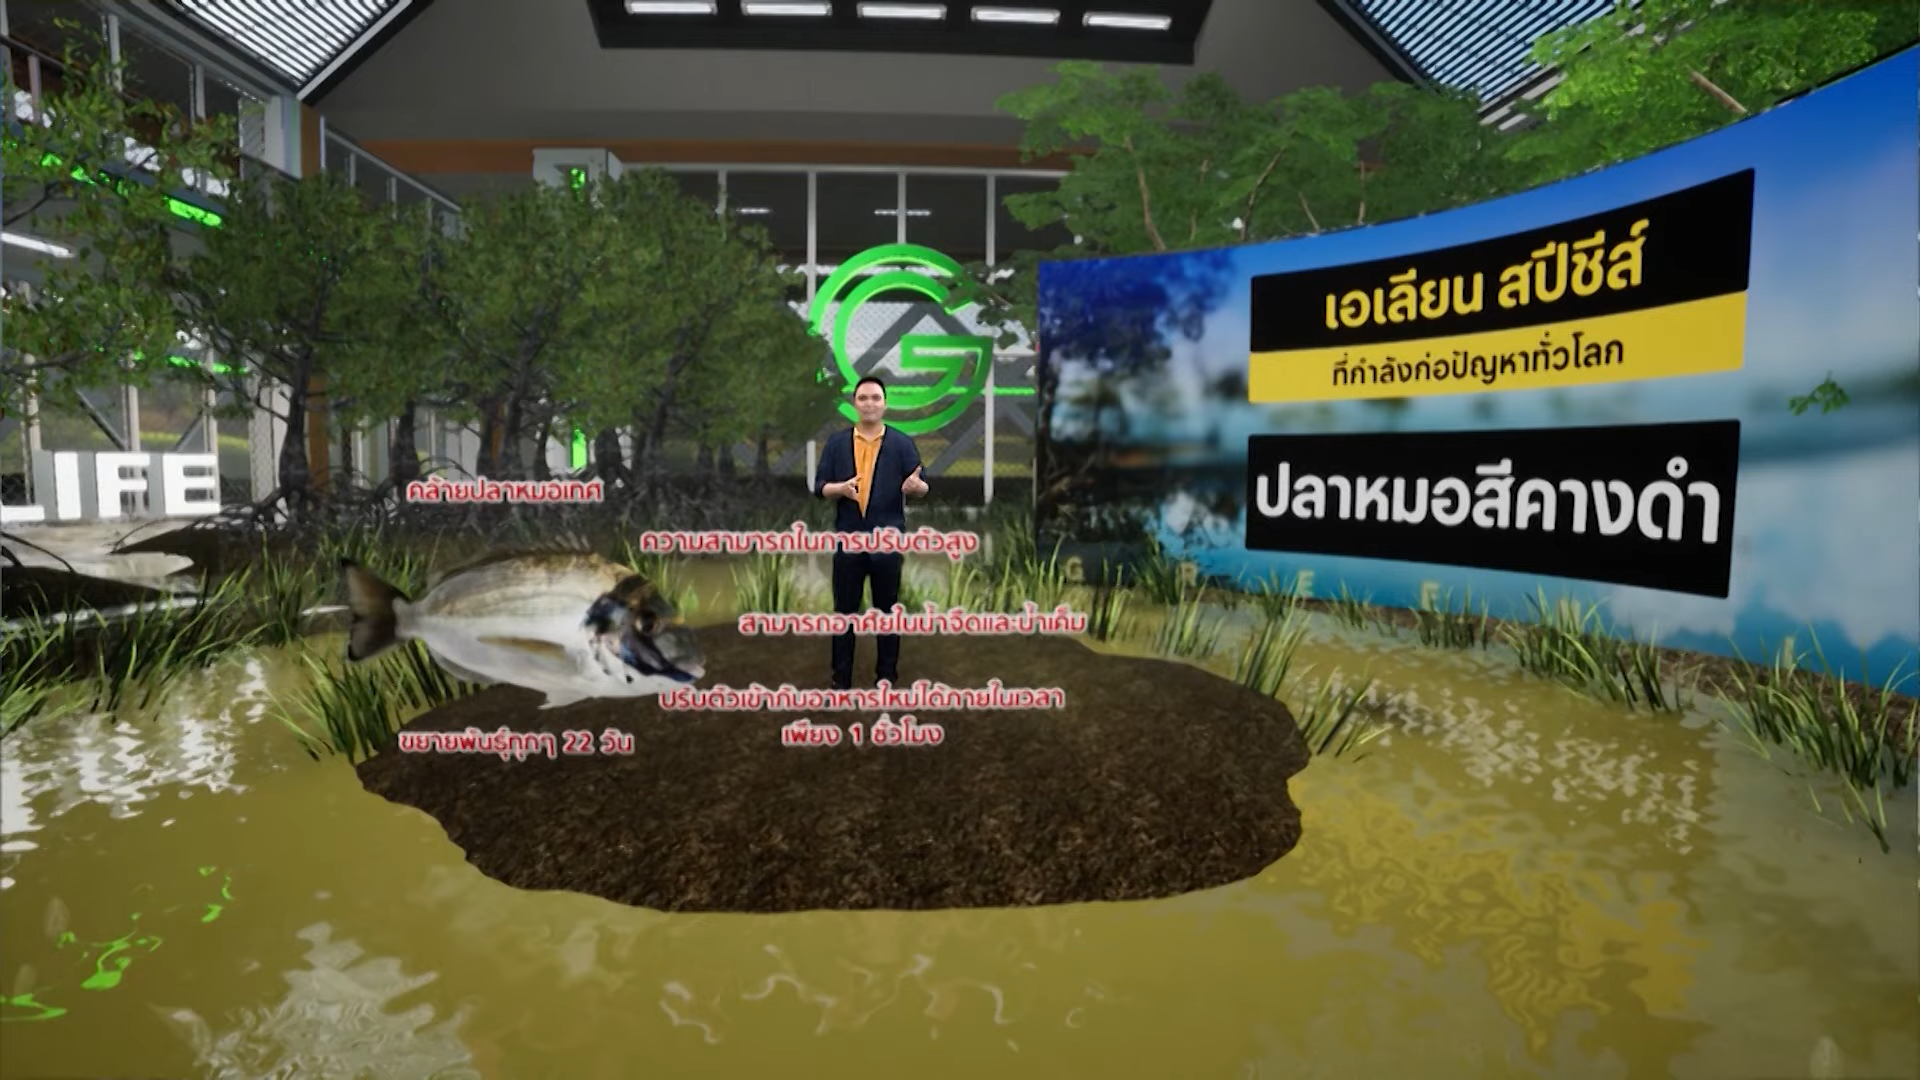 เอเลียน สปีชีส์
ที่กำลังก่อปัญหาทั่วโลก
ปลาหมอสีคางดำ
LIFE
คล้ายปลาหมอเทศ
ความสามารถในการปรับตัวสูง
สามารถอาศัยในน้ำจืดและน้ำเค็ม
ปรับตัวเข้ากับอาหารใหม่ได้ภายในเวลา
เพียง 1 ชั่วโมง
ขยายพันธุ์ทุกๆ 22 วัน
G